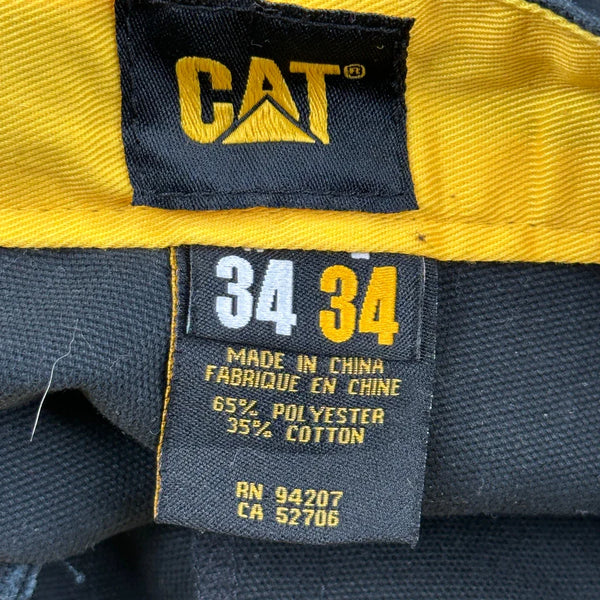 CAT®
34 34
MADE IN CHINA
FABRIQUE EN CHINE
65% POLYESTER
35% COTTON
RN 94207
CA 52706